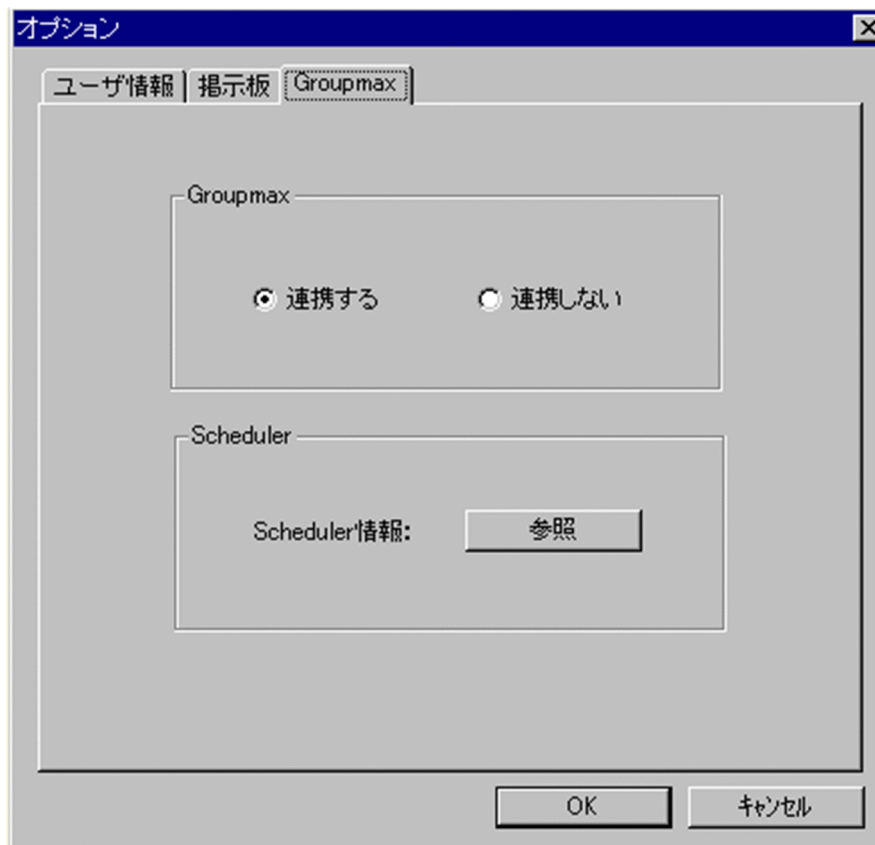 オプション
ユーザ情報 掲示板 Groupmax
Groupmax
連携する 連携しない
Scheduler
Scheduler情報: 参照
OK キャンセル